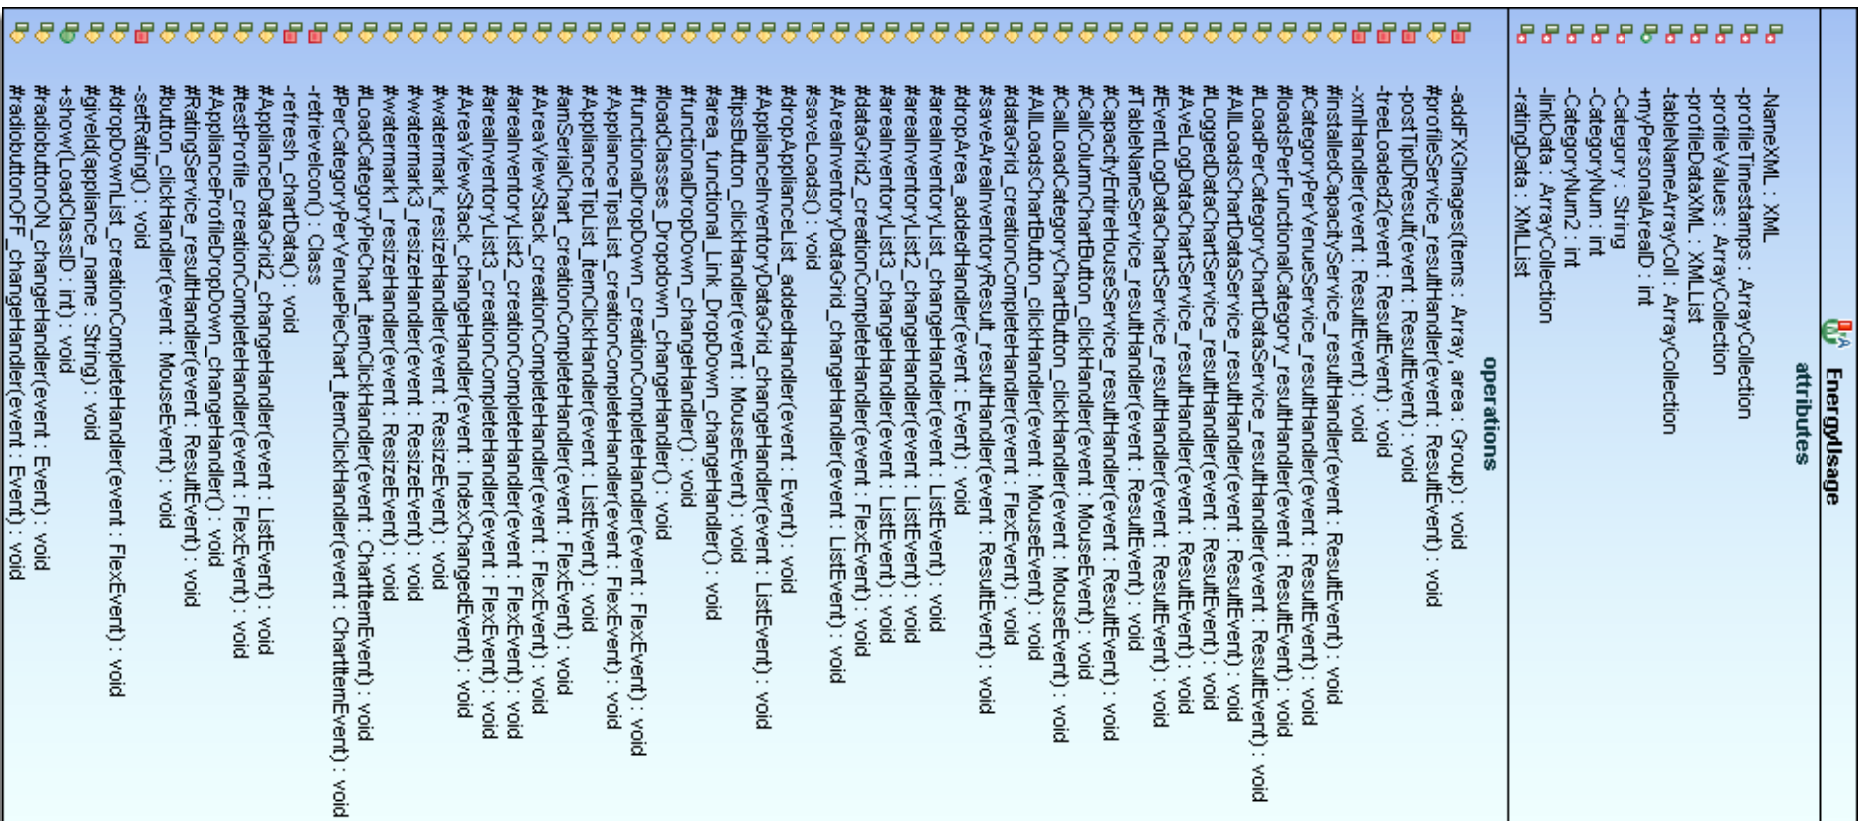 EnergyUsage
attributes
-NameXML : XML
-profileTimestamps : ArrayCollection
-profileValues : ArrayCollection
-profileDataXML : XMLList
-tableNameArrayColl : ArrayCollection
+myPersonalAreaID : int
-Category : String
-CategoryNum : int
-CategoryNum2 : int
-linkData : ArrayCollection
-ratingData : XMLList
operations
-addFXGImages(items : Array, area : Group) : void
#profileService_resultHandler(event : ResultEvent) : void
-postTipIDResult(event : ResultEvent) : void
-treeLoaded2(event : ResultEvent) : void
-xmlHandler(event : ResultEvent) : void
#installedCapacityService_resultHandler(event : ResultEvent) : void
#CategoryPerVenueService_resultHandler(event : ResultEvent) : void
#loadsPerFunctionalCategory_resultHandler(event : ResultEvent) : void
#LoadPerCategoryChartDataService_resultHandler(event : ResultEvent) : void
#AllLoadsChartDataService_resultHandler(event : ResultEvent) : void
#LoggedDataChartService_resultHandler(event : ResultEvent) : void
#AveLogDataChartService_resultHandler(event : ResultEvent) : void
#EventLogDataChartService_resultHandler(event : ResultEvent) : void
#TableNameService_resultHandler(event : ResultEvent) : void
#CapacityEntireHouseService_resultHandler(event : ResultEvent) : void
#CallColumnChartButton_clickHandler(event : MouseEvent) : void
#CallLoadCategoryChartButton_clickHandler(event : MouseEvent) : void
#AllLoadsChartButton_clickHandler(event : MouseEvent) : void
#dataGrid_creationCompleteHandler(event : FlexEvent) : void
#saveAreaInventoryResult_resultHandler(event : ResultEvent) : void
#dropArea_addedHandler(event : Event) : void
#areaInventoryList_changeHandler(event : ListEvent) : void
#areaInventoryList2_changeHandler(event : ListEvent) : void
#areaInventoryList3_changeHandler(event : ListEvent) : void
#dataGrid2_creationCompleteHandler(event : FlexEvent) : void
#AreaInventoryDataGrid_changeHandler(event : ListEvent) : void
#saveLoads() : void
#dropApplianceList_addedHandler(event : Event) : void
#ApplianceInventoryDataGrid_changeHandler(event : ListEvent) : void
#tipsButton_clickHandler(event : MouseEvent) : void
#area_functional_Link_DropDown_changeHandler() : void
#functionalDropDown_changeHandler() : void
#loadClasses_Dropdown_changeHandler() : void
#functionalDropDown_creationCompleteHandler(event : FlexEvent) : void
#ApplianceTipsList_creationCompleteHandler(event : FlexEvent) : void
#ApplianceTipList_itemClickHandler(event : ListEvent) : void
#amSerialChart_creationCompleteHandler(event : FlexEvent) : void
#AreaViewStack_creationCompleteHandler(event : FlexEvent) : void
#areaInventoryList2_creationCompleteHandler(event : FlexEvent) : void
#areaInventoryList3_creationCompleteHandler(event : FlexEvent) : void
#AreaViewStack_changeHandler(event : IndexChangedEvent) : void
#watermark_resizeHandler(event : ResizeEvent) : void
#watermark3_resizeHandler(event : ResizeEvent) : void
#watermark1_resizeHandler(event : ResizeEvent) : void
#LoadCategoryPieChart_itemClickHandler(event : ChartItemEvent) : void
#PerCategoryPerVenuePieChart_itemClickHandler(event : ChartItemEvent) : void
-retrieveIcon() : Class
-refresh_chartData() : void
#ApplianceDataGrid2_changeHandler(event : ListEvent) : void
#testProfile_creationCompleteHandler(event : FlexEvent) : void
#ApplianceProfileDropDown_changeHandler() : void
#RatingService_resultHandler(event : ResultEvent) : void
#button_clickHandler(event : MouseEvent) : void
-setRating() : void
#dropDownList_creationCompleteHandler(event : FlexEvent) : void
#giveId(appliance_name : String) : void
+show(LoadClassID : int) : void
#radiobuttonON_changeHandler(event : Event) : void
#radiobuttonOFF_changeHandler(event : Event) : void